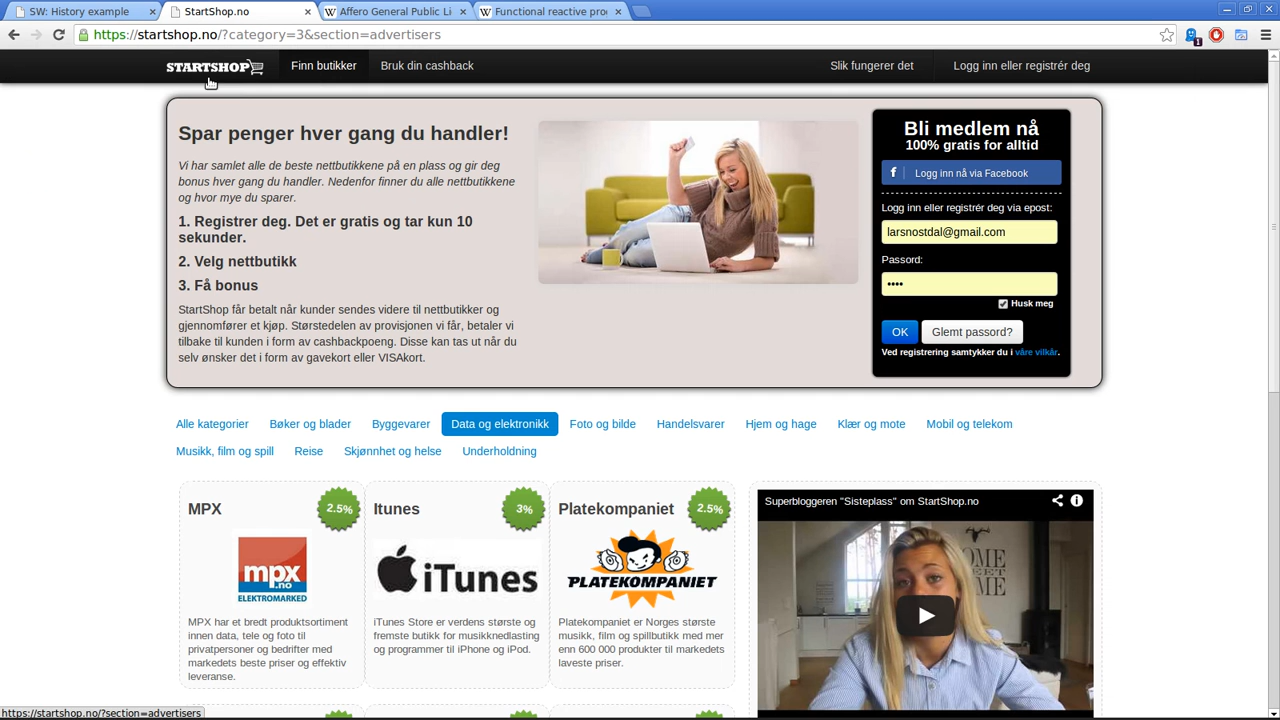 SW: History example
StartShop.no
Affero General Public Li
Functional reactive pro
https://startshop.no/?category=3&section=advertisers
1
STARTSHOP
Finn butikker
Bruk din cashback
Slik fungerer det
Logg inn eller registrér deg
Spar penger hver gang du handler!
Vi har samlet alle de beste nettbutikkene på en plass og gir deg
bonus hver gang du handler. Nedenfor finner du alle nettbutikkene
og hvor mye du sparer.
1. Registrer deg. Det er gratis og tar kun 10
sekunder.
2. Velg nettbutikk
3. Få bonus
StartShop får betalt når kunder sendes videre til nettbutikker og
gjennomfører et kjøp. Størstedelen av provisjonen vi får, betaler vi
tilbake til kunden i form av cashbackpoeng. Disse kan tas ut når du
selv ønsker det i form av gavekort eller VISAkort.
Bli medlem nå
100% gratis for alltid
f Logg inn nå via Facebook
Logg inn eller registrér deg via epost:
larsnostdal@gmail.com
Passord:
••••
Husk meg
OK
Glemt passord?
Ved registrering samtykker du i våre vilkår.
Alle kategorier
Bøker og blader
Byggevarer
Data og elektronikk
Foto og bilde
Handelsvarer
Hjem og hage
Klær og mote
Mobil og telekom
Musikk, film og spill
Reise
Skjønnhet og helse
Underholdning
MPX
2.5%
mpx
.no
ELEKTROMARKED
MPX har et bredt produktsortiment
innen data, tele og foto til
privatpersoner og bedrifter med
markedets beste priser og effektiv
leveranse.
Itunes
3%
iTunes
iTunes Store er verdens største og
fremste butikk for musikknedlasting
og programmer til iPhone og iPod.
Platekompaniet
2.5%
PLATEKOMPANIET
Platekompaniet er Norges største
musikk, film og spillbutikk med mer
enn 600 000 produkter til markedets
laveste priser.
Superbloggeren "Sisteplass" om StartShop.no
HOME
SWEET
HOME
https://startshop.no/?section=advertisers